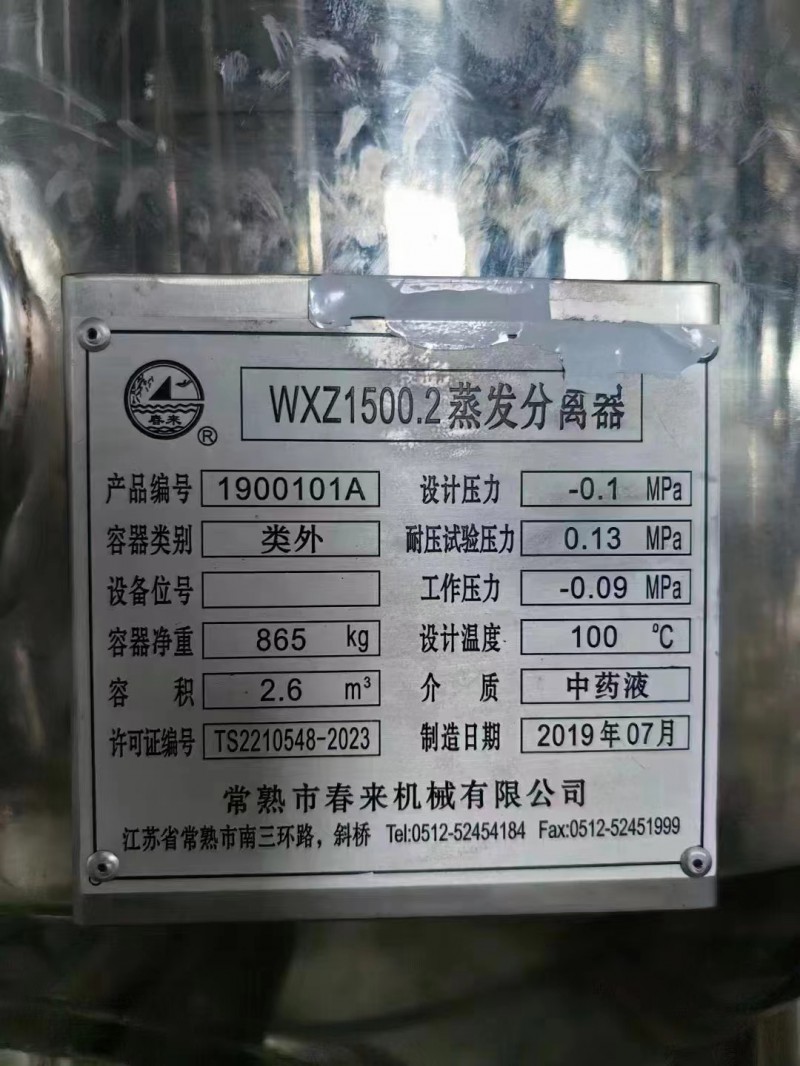 春来
®
WXZ1500.2蒸发分离器
产品编号 1900101A 设计压力 -0.1 MPa
容器类别 类外 耐压试验压力 0.13 MPa
设备位号 工作压力 -0.09 MPa
容器净重 865 kg 设计温度 100 ℃
容积 2.6 m³ 介质 中药液
许可证编号 TS2210548-2023 制造日期 2019年07月
常熟市春来机械有限公司
江苏省常熟市南三环路，斜桥 Tel:0512-52454184 Fax:0512-52451999